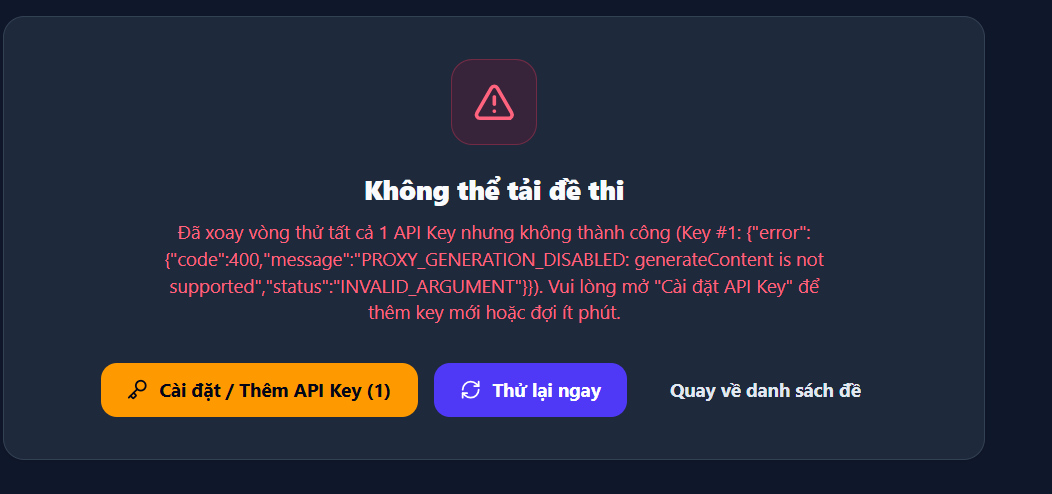 Không thể tải đề thi
Đã xoay vòng thử tất cả 1 API Key nhưng không thành công (Key #1: {"error":
{"code":400,"message":"PROXY_GENERATION_DISABLED: generateContent is not
supported","status":"INVALID_ARGUMENT"}}). Vui lòng mở "Cài đặt API Key" để
thêm key mới hoặc đợi ít phút.
Cài đặt / Thêm API Key (1)
Thử lại ngay
Quay về danh sách đề